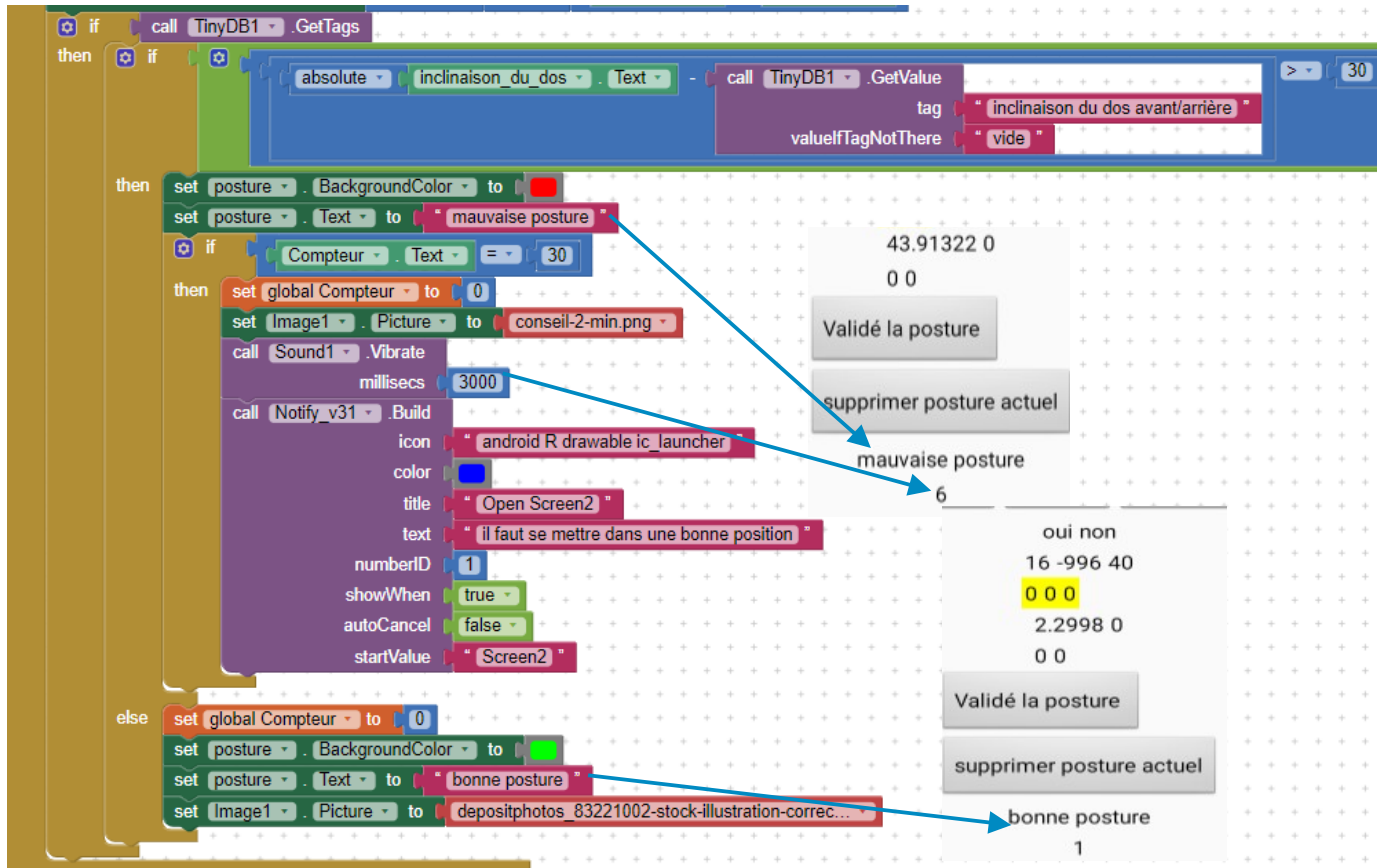 if call TinyDB1 .GetTags
then if
absolute inclinaison_du_dos . Text - call TinyDB1 .GetValue > 30
tag "inclinaison du dos avant/arrière"
valueIfTagNotThere "vide"
then set posture . BackgroundColor to
set posture . Text to "mauvaise posture"
if Compteur . Text = 30
then set global Compteur to 0
set Image1 . Picture to conseil-2-min.png
call Sound1 .Vibrate
millisecs 3000
call Notify_v31 .Build
icon "android R drawable ic_launcher"
color
title "Open Screen2"
text "il faut se mettre dans une bonne position"
numberID 1
showWhen true
autoCancel false
startValue "Screen2"
else set global Compteur to 0
set posture . BackgroundColor to
set posture . Text to "bonne posture"
set Image1 . Picture to depositphotos_83221002-stock-illustration-correc...
43.91322 0
0 0
Validé la posture
supprimer posture actuel
mauvaise posture
6
oui non
16 -996 40
0 0 0
2.2998 0
0 0
Validé la posture
supprimer posture actuel
bonne posture
1